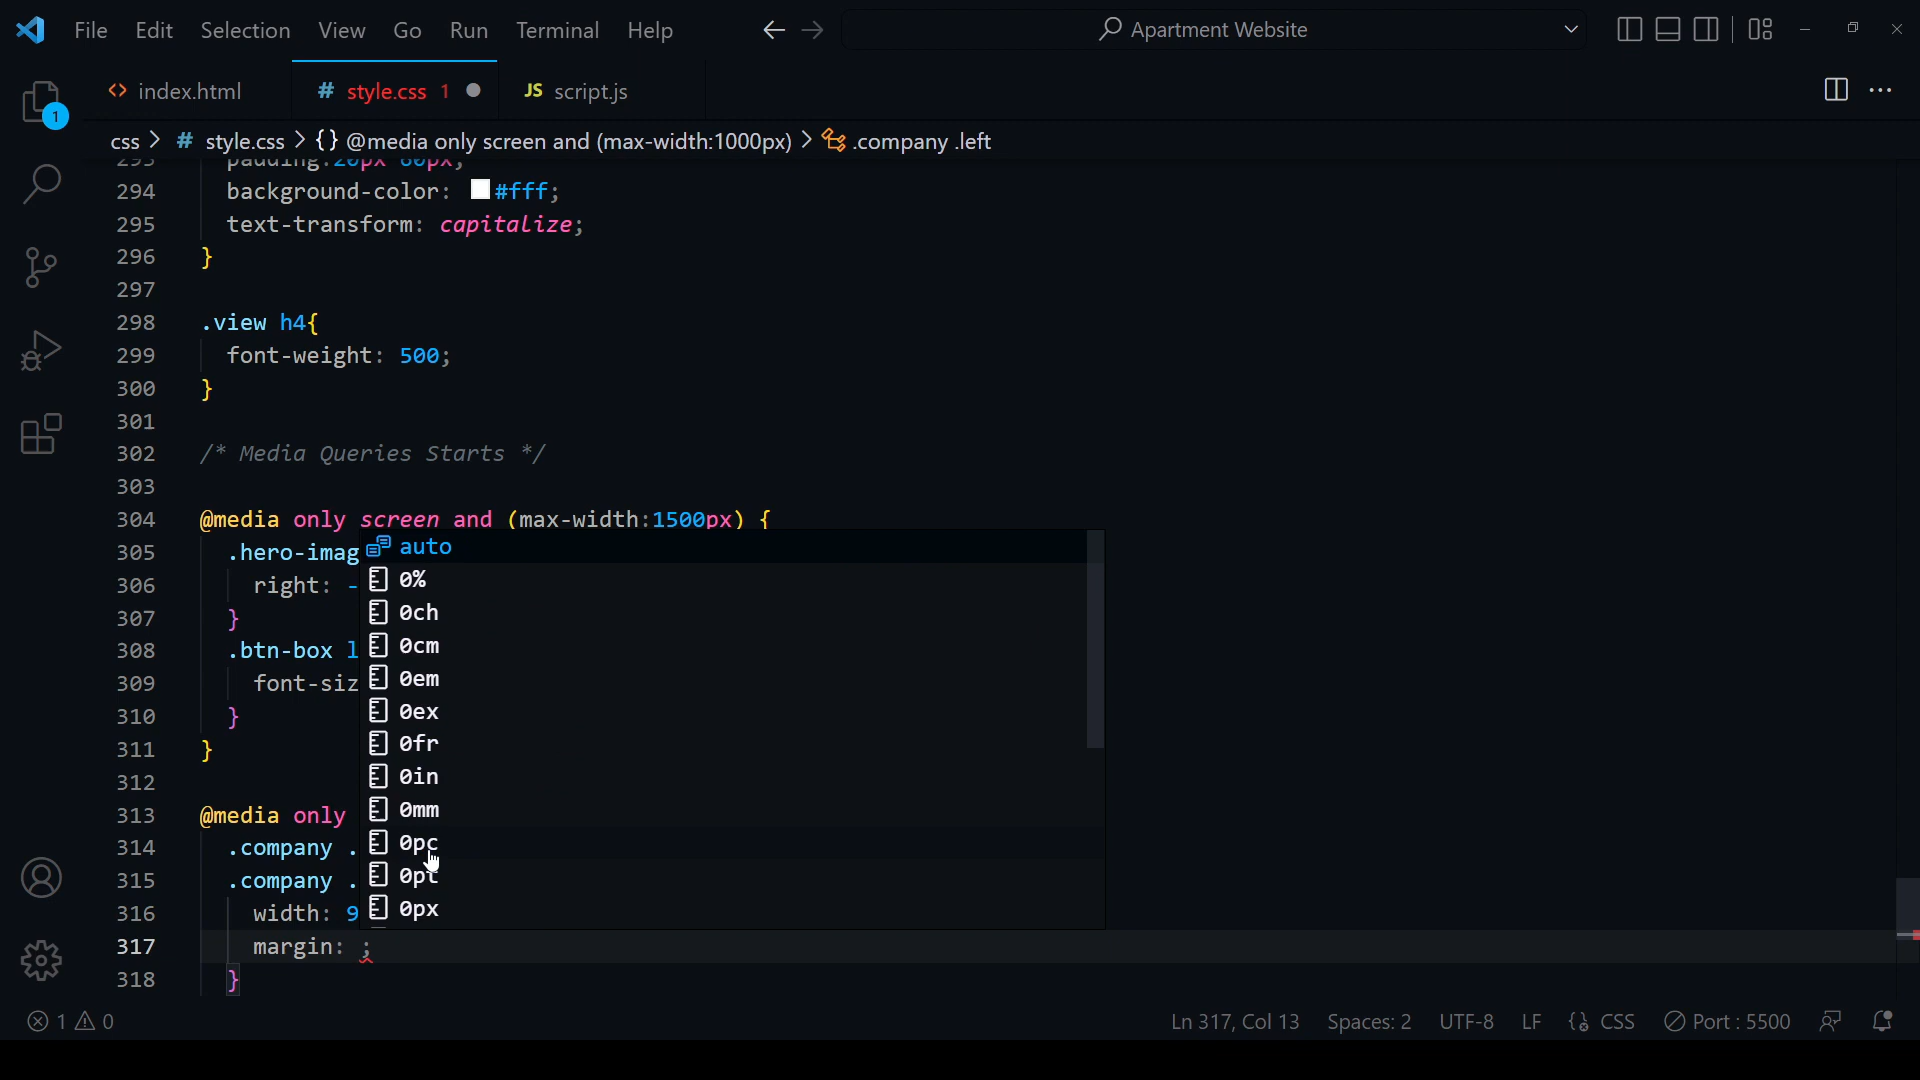 File Edit Selection View Go Run Terminal Help Apartment Website
index.html # style.css 1 JS script.js
css > # style.css > {} @media only screen and (max-width:1000px) > .company .left
293 padding:20px 60px;
294 background-color: #fff;
295 text-transform: capitalize;
296 }
297
298 .view h4{
299 font-weight: 500;
300 }
301
302 /* Media Queries Starts */
303
304 @media only screen and (max-width:1500px) {
305 .hero-imag
306 right: -
307 }
308 .btn-box l
309 font-siz
310 }
311 }
312
313 @media only
314 .company .
315 .company .
316 width: 9
317 margin: ;
318 }
auto
0%
0ch
0cm
0em
0ex
0fr
0in
0mm
0pc
0pt
0px
1
1 0 Ln 317, Col 13 Spaces: 2 UTF-8 LF {} CSS Port : 5500